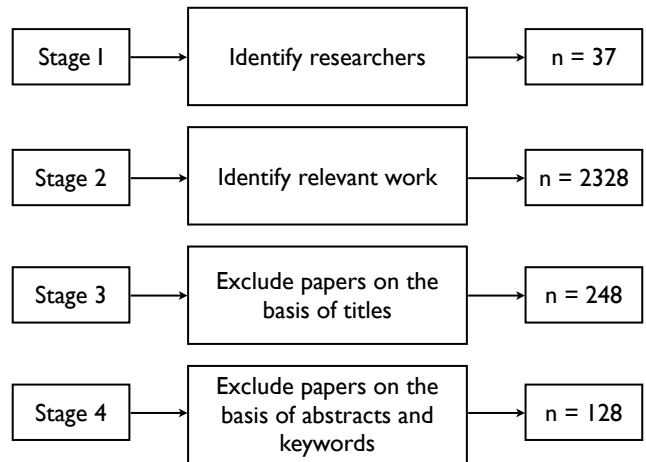 Stage 1
Identify researchers
n = 37
Stage 2
Identify relevant work
n = 2328
Stage 3
Exclude papers on the
basis of titles
n = 248
Stage 4
Exclude papers on the
basis of abstracts and
keywords
n = 128